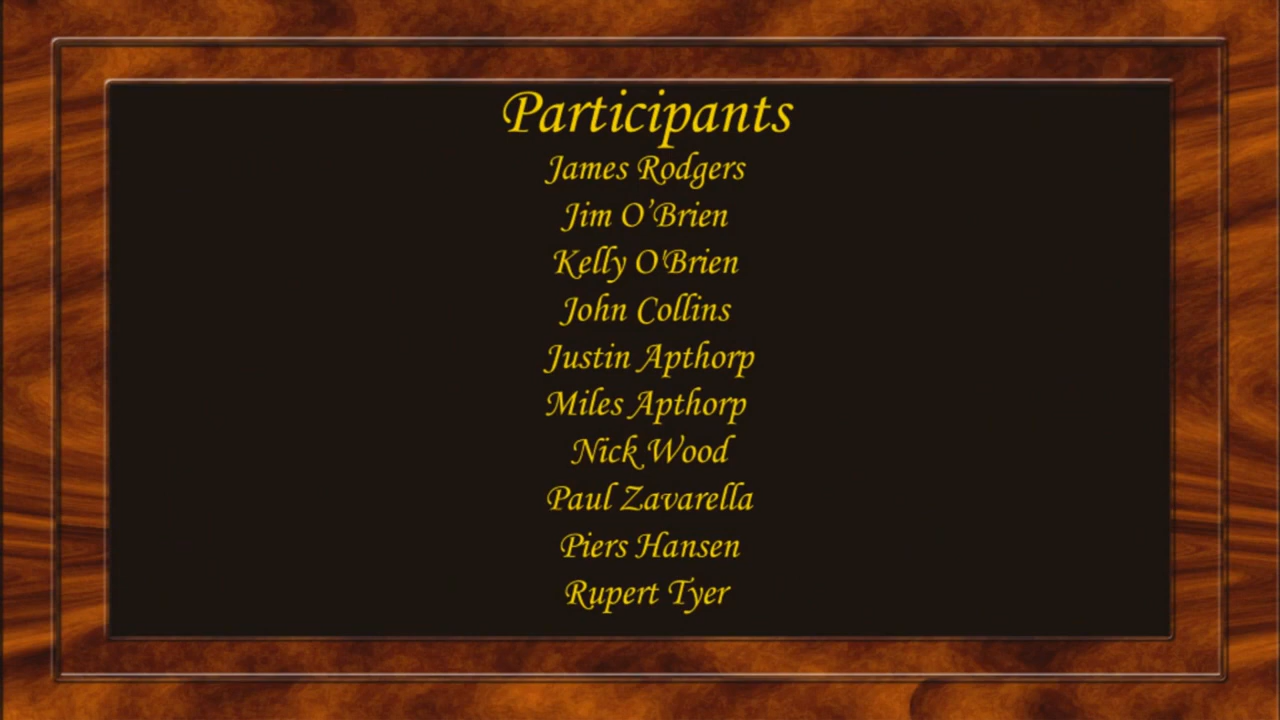 Participants
James Rodgers
Jim O’Brien
Kelly O'Brien
John Collins
Justin Apthorp
Miles Apthorp
Nick Wood
Paul Zavarella
Piers Hansen
Rupert Tyer